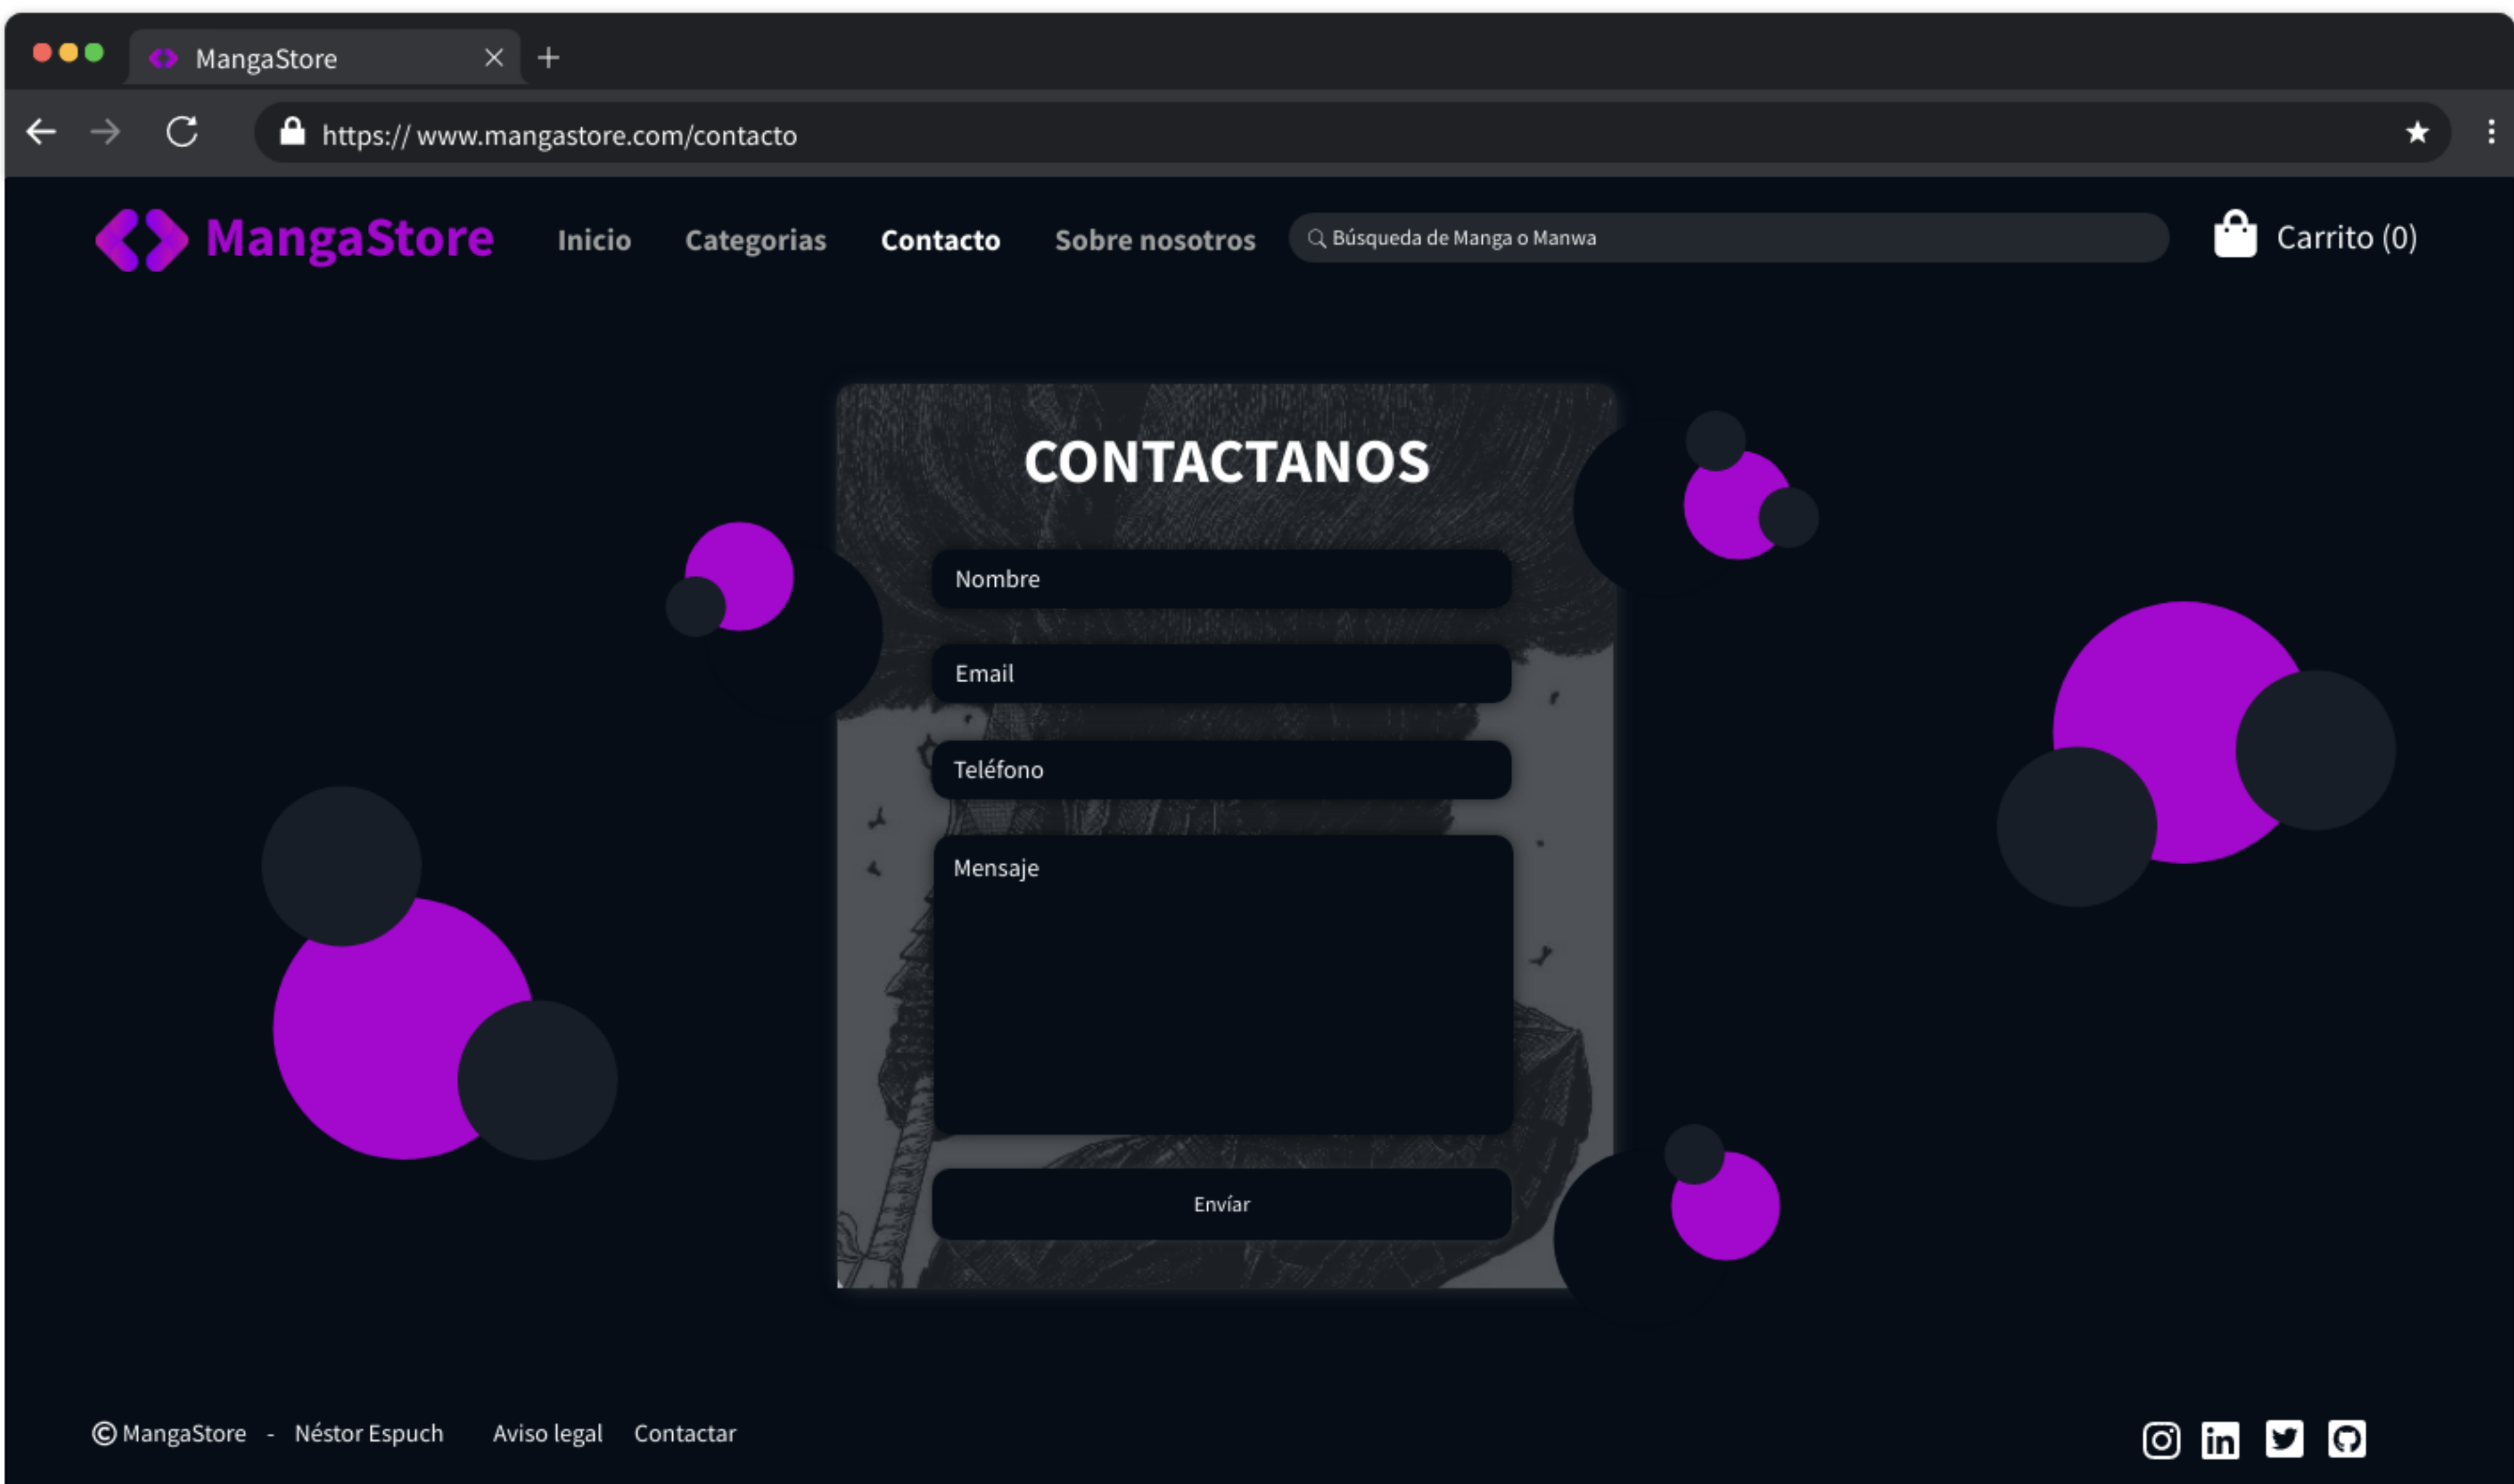 MangaStore
https:// www.mangastore.com/contacto
MangaStore Inicio Categorias Contacto Sobre nosotros Búsqueda de Manga o Manwa Carrito (0)
CONTACTANOS
Nombre
Email
Teléfono
Mensaje
Envíar
© MangaStore - Néstor Espuch Aviso legal Contactar